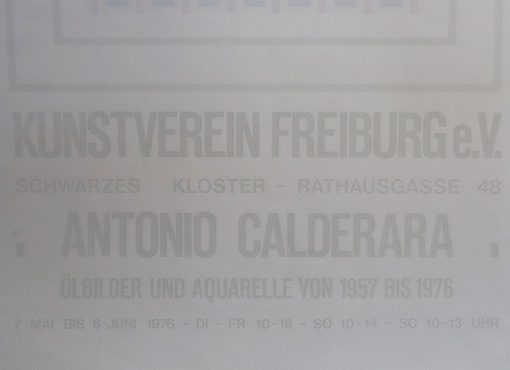 KUNSTVEREIN FREIBURG e.V.
SCHWARZES KLOSTER - RATHAUSGASSE 48
ANTONIO CALDERARA
ÖLBILDER UND AQUARELLE VON 1957 BIS 1976
7 MAI BIS 6 JUNI 1976 - DI - FR 10-18 - SO 10-14 - SO 10-13 UHR